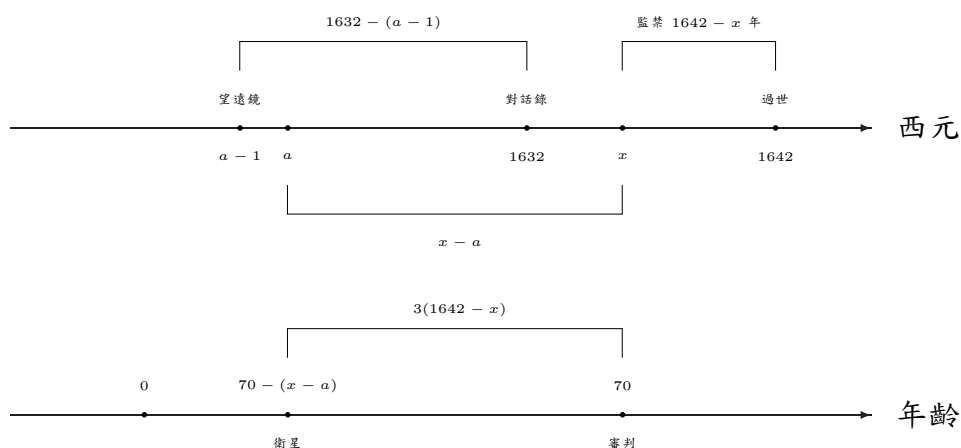 1632 − (a − 1)
監禁 1642 − x 年
望遠鏡
對話錄
過世
西元
a − 1
a
1632
x
1642
x − a
3(1642 − x)
0
70 − (x − a)
70
年齡
衛星
審判